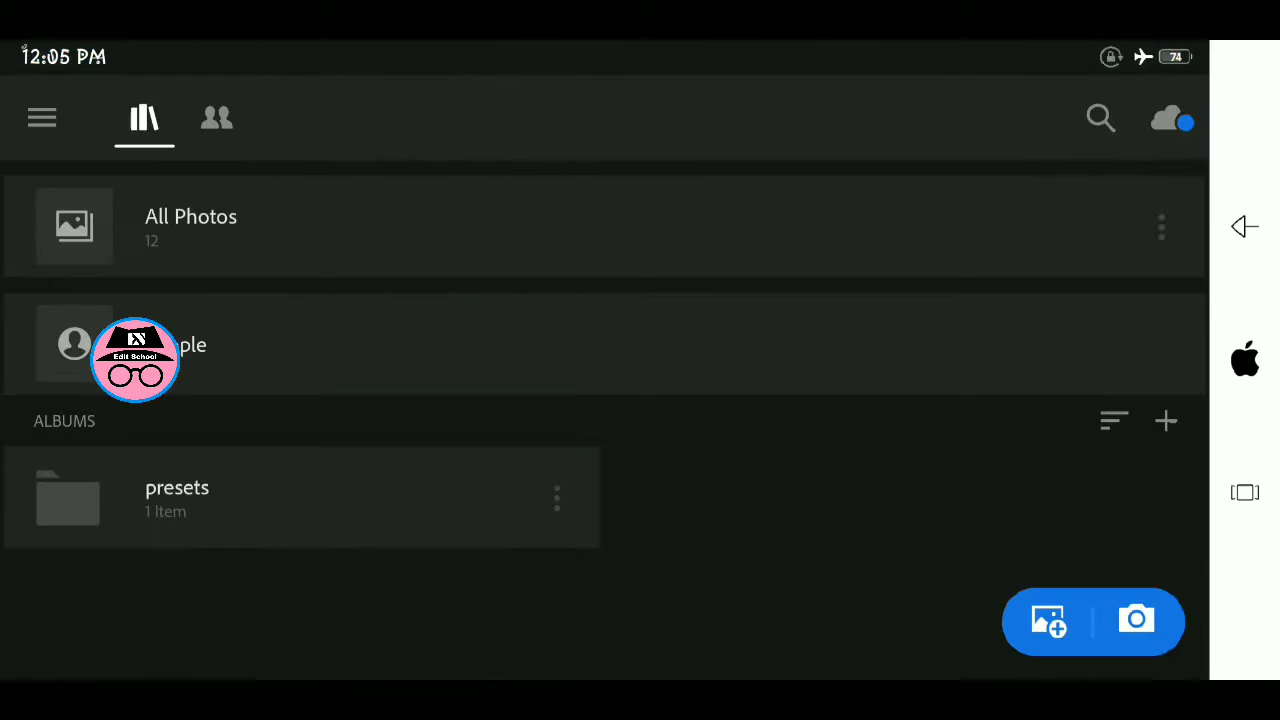 12:05 PM
74
All Photos
12
ple
Edit School
ALBUMS
presets
1 Item